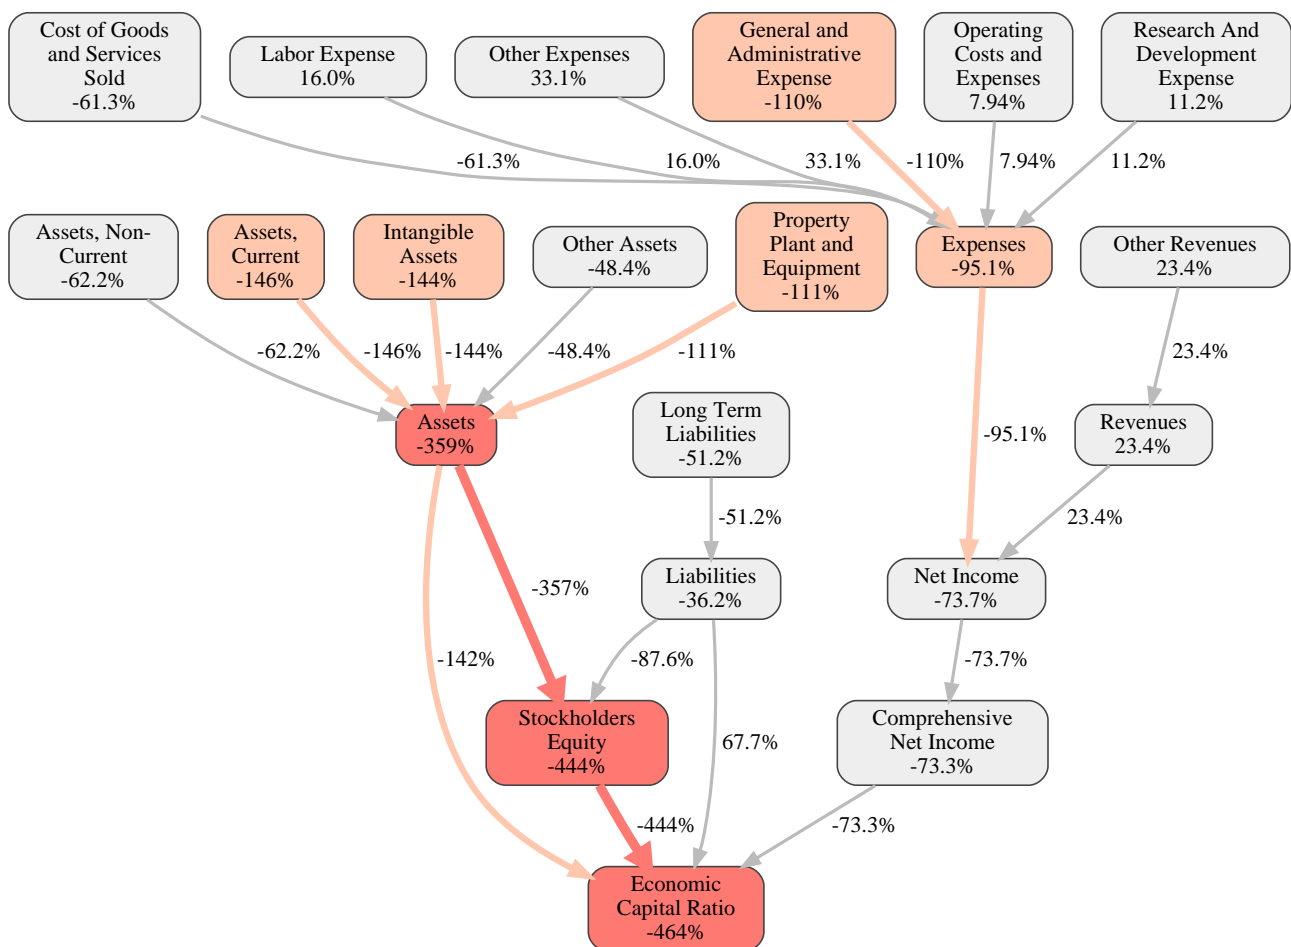 Cost of Goods
and Services
Sold
-61.3%
Labor Expense
16.0%
Other Expenses
33.1%
General and
Administrative
Expense
-110%
Operating
Costs and
Expenses
7.94%
Research And
Development
Expense
11.2%
-61.3%
16.0%
33.1%
-110%
7.94%
11.2%
Assets, Non-
Current
-62.2%
Assets,
Current
-146%
Intangible
Assets
-144%
Other Assets
-48.4%
Property
Plant and
Equipment
-111%
Expenses
-95.1%
Other Revenues
23.4%
-62.2%
-146%
-144%
-48.4%
-111%
23.4%
Assets
-359%
Long Term
Liabilities
-51.2%
-95.1%
Revenues
23.4%
-51.2%
23.4%
-357%
Liabilities
-36.2%
Net Income
-73.7%
-142%
-87.6%
-73.7%
Stockholders
Equity
-444%
67.7%
Comprehensive
Net Income
-73.3%
-444%
-73.3%
Economic
Capital Ratio
-464%